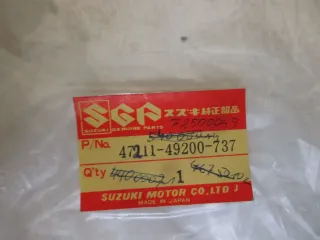 SGP スズキ純正部品
SUZUKI GENUINE PARTS
P/No. 47211-49200-737
Q'ty 1
SUZUKI MOTOR CO.,LTD J
MADE IN JAPAN